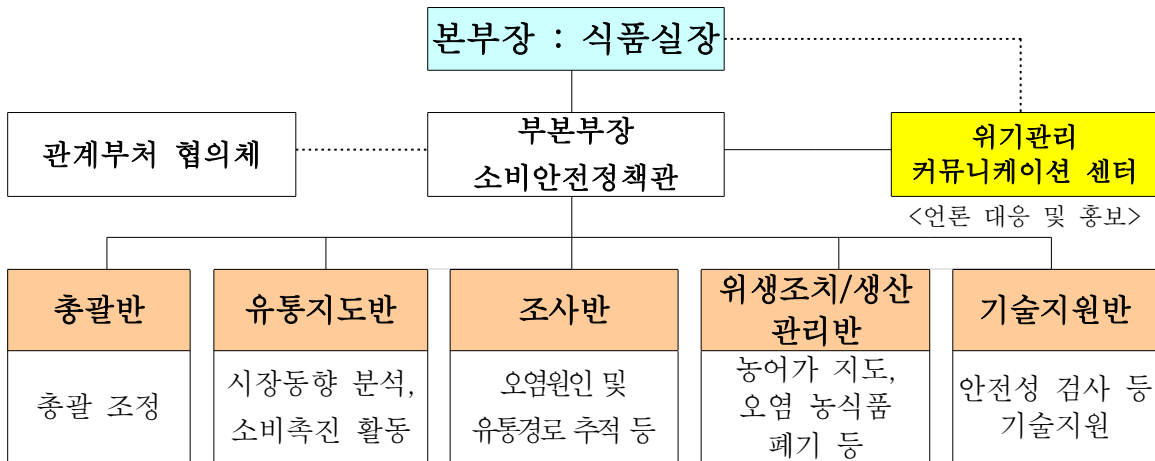 본부장 : 식품실장
관계부처 협의체
부본부장
소비안전정책관
위기관리
커뮤니케이션 센터
<언론 대응 및 홍보>
총괄반
총괄 조정
유통지도반
시장동향 분석,
소비촉진 활동
조사반
오염원인 및
유통경로 추적 등
위생조치/생산
관리반
농어가 지도,
오염 농식품
폐기 등
기술지원반
안전성 검사 등
기술지원